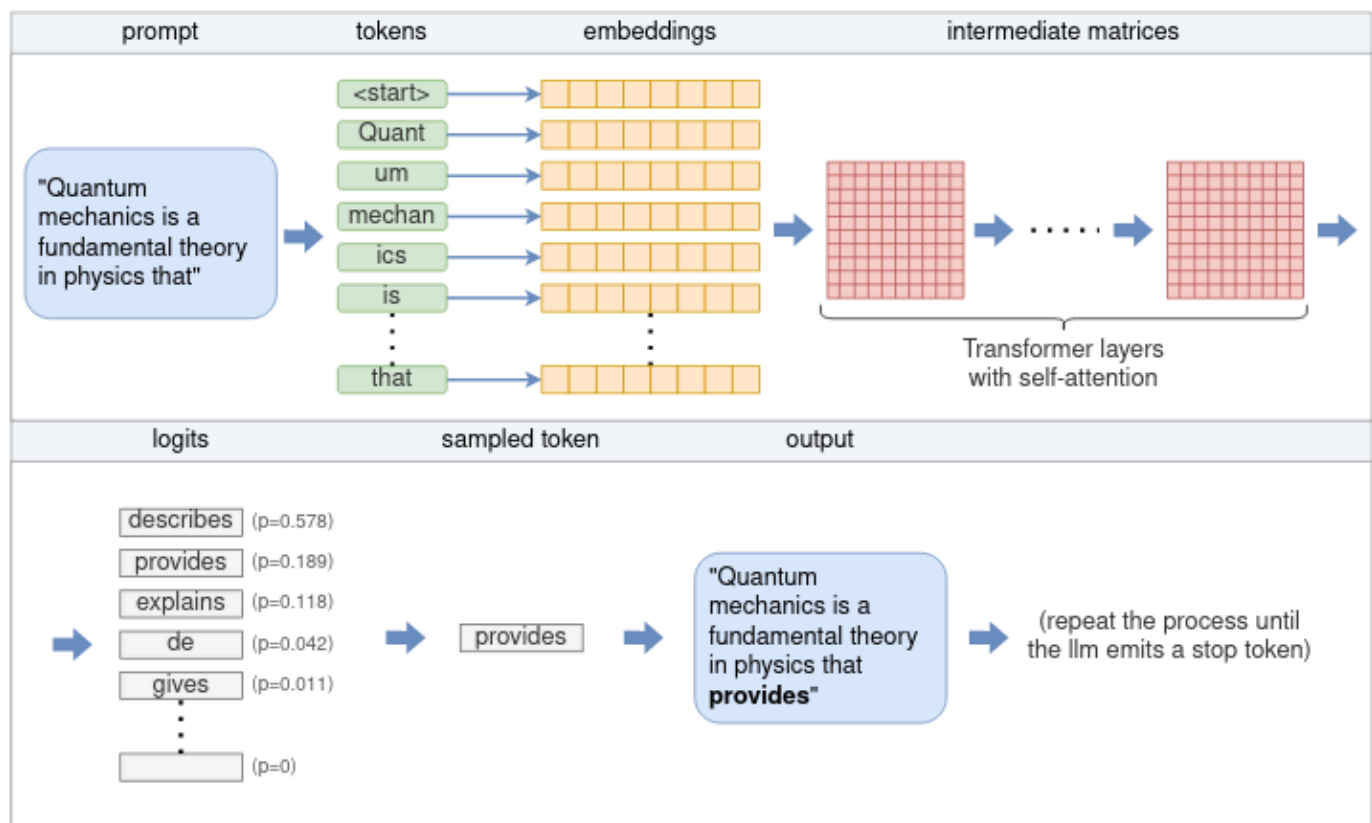 prompt
tokens
embeddings
intermediate matrices
"Quantum
mechanics is a
fundamental theory
in physics that"
<start>
Quant
um
mechan
ics
is
that
Transformer layers
with self-attention
logits
sampled token
output
describes (p=0.578)
provides (p=0.189)
explains (p=0.118)
de (p=0.042)
gives (p=0.011)
(p=0)
provides
"Quantum
mechanics is a
fundamental theory
in physics that
provides"
(repeat the process until
the llm emits a stop token)